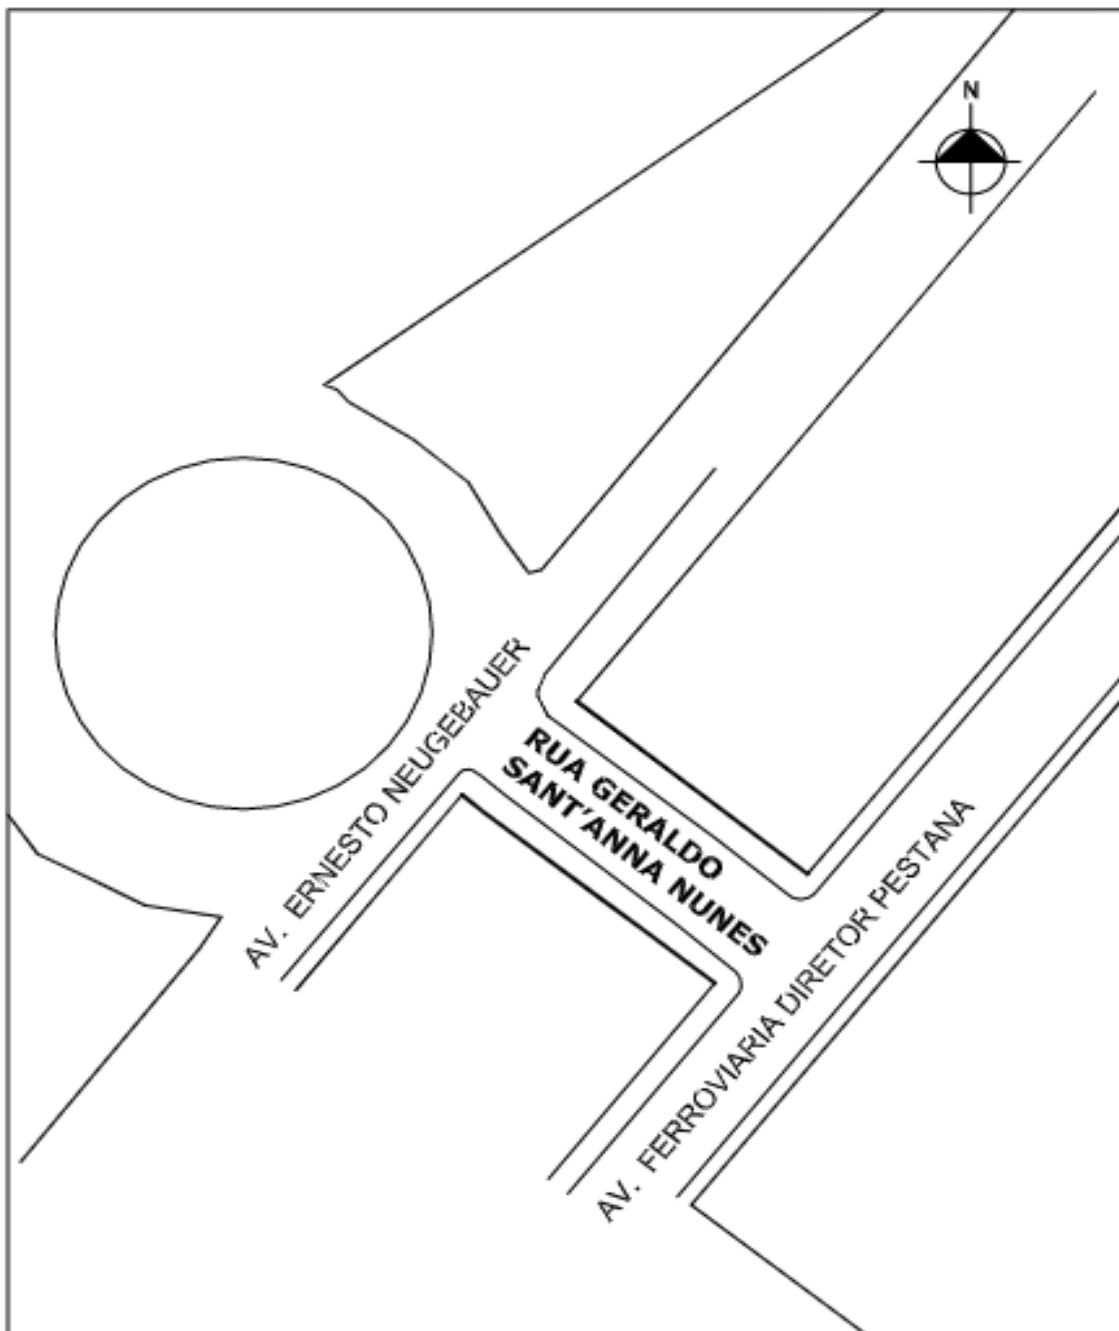 N
AV. ERNESTO NEUGEBAUER
RUA GERALDO
SANT'ANNA NUNES
AV. FERROVIARIA DIRETOR PESTANA